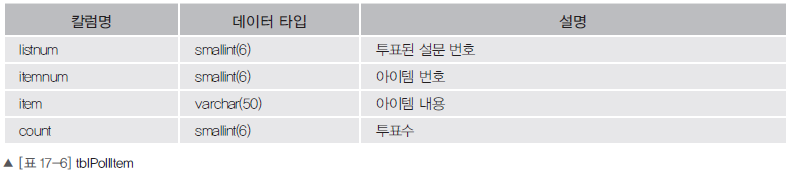 칼럼명 데이터 타입 설명
listnum smallint(6) 투표된 설문 번호
itemnum smallint(6) 아이템 번호
item varchar(50) 아이템 내용
count smallint(6) 투표수
▲ [표 17-6] tblPollItem